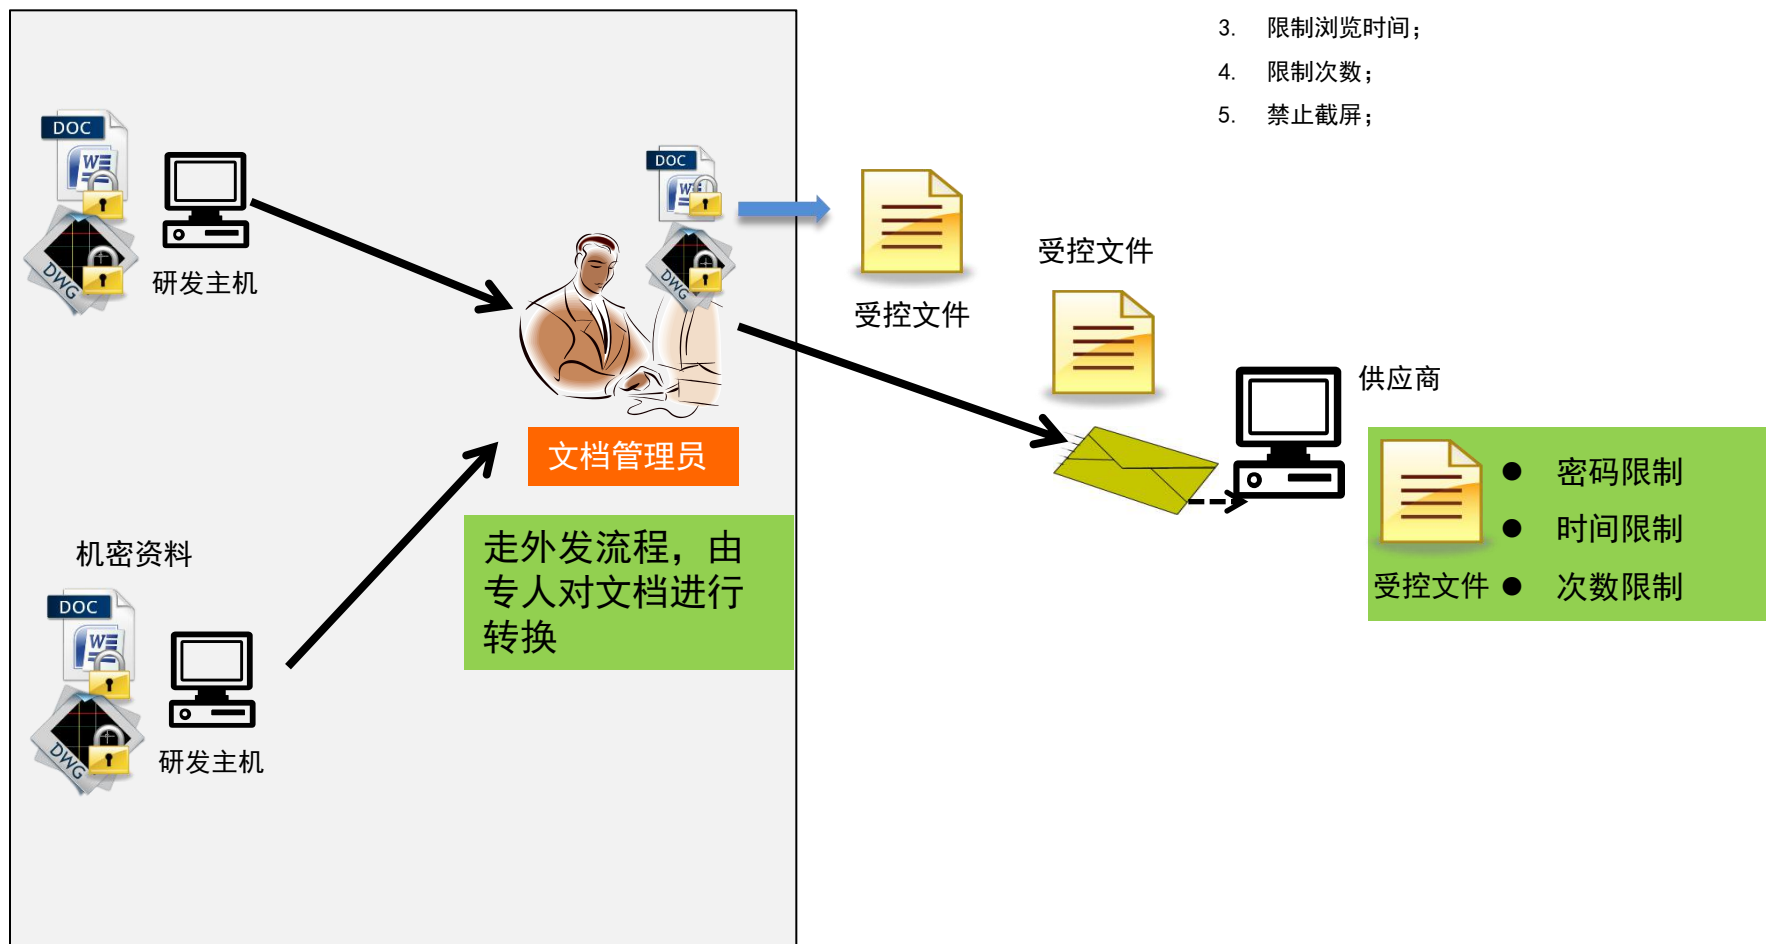 3. 限制浏览时间；
4. 限制次数；
5. 禁止截屏；
DOC
W
DWG
研发主机
DOC
W
DWG
受控文件
受控文件
供应商
文档管理员
走外发流程，由
专人对文档进行
转换
机密资料
DOC
W
DWG
研发主机
受控文件
● 密码限制
● 时间限制
● 次数限制